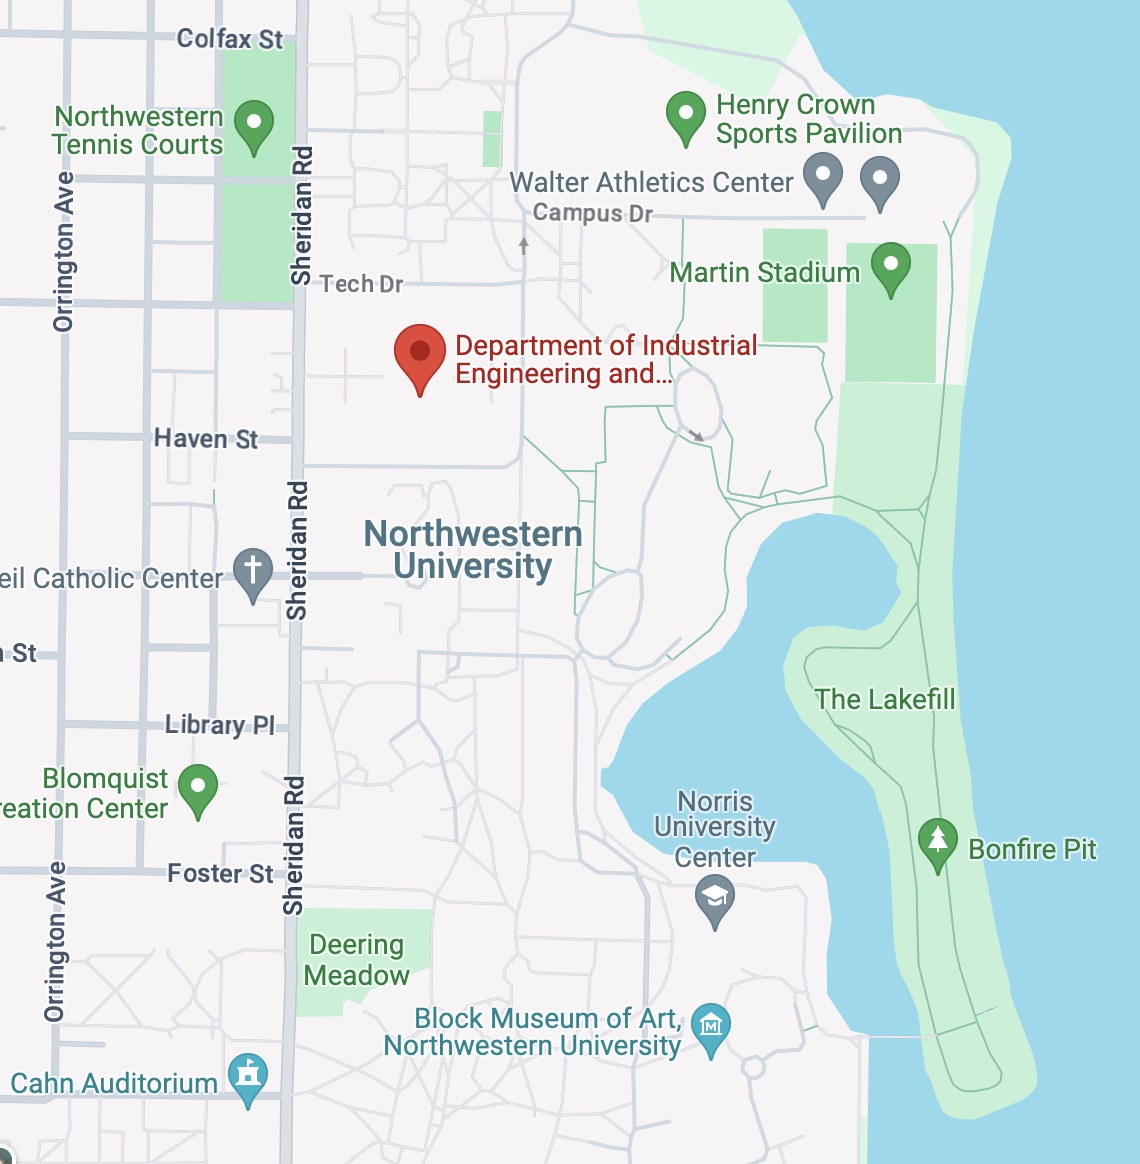 Colfax St
Northwestern
Tennis Courts
Henry Crown
Sports Pavilion
Walter Athletics Center
Campus Dr
Orrington Ave
Sheridan Rd
Tech Dr
Martin Stadium
Department of Industrial
Engineering and...
Haven St
Sheridan Rd
Northwestern
University
eil Catholic Center
St
The Lakefill
Library Pl
Blomquist
reation Center
Sheridan Rd
Norris
University
Center
Bonfire Pit
Foster St
Orrington Ave
Deering
Meadow
Block Museum of Art,
Northwestern University
M
Cahn Auditorium